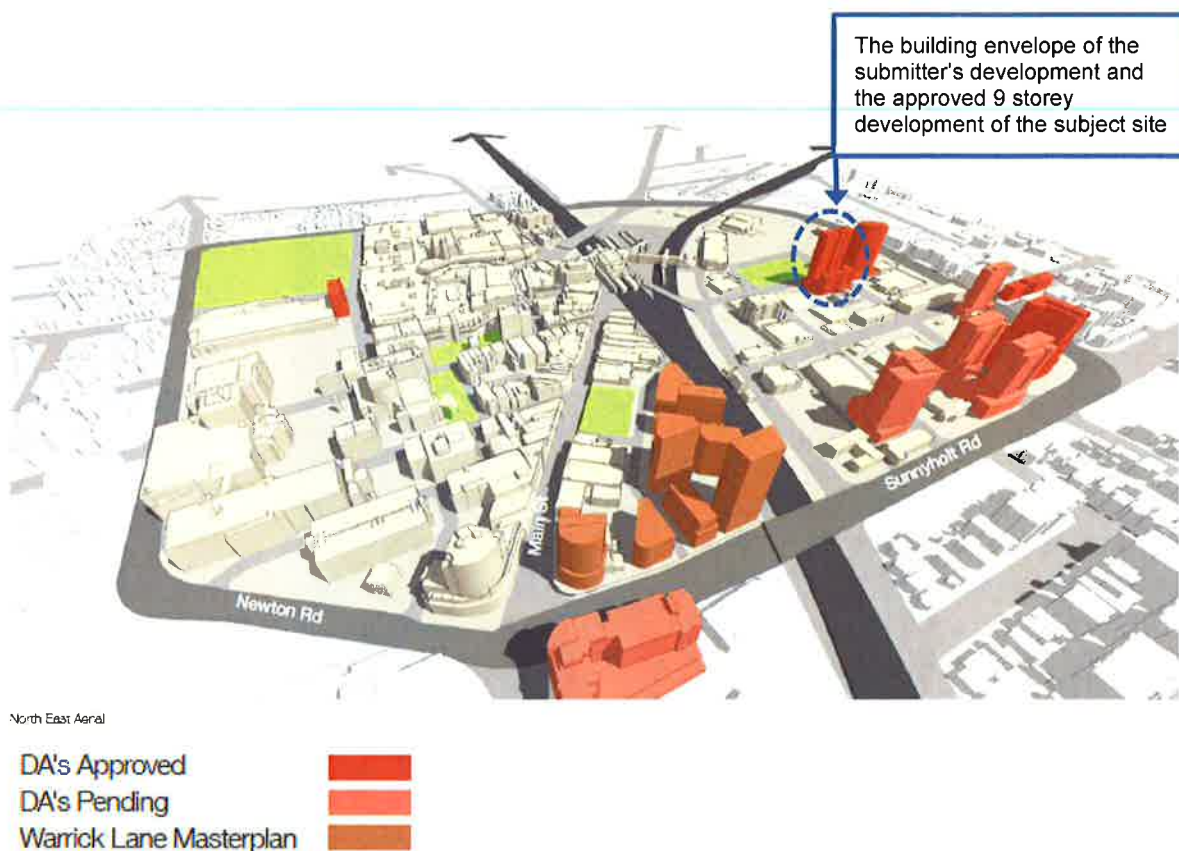 The building envelope of the
submitter's development and
the approved 9 storey
development of the subject site
Sunnyholt Rd
Main St
Newton Rd
North East Aerial
DA's Approved
DA's Pending
Warrick Lane Masterplan